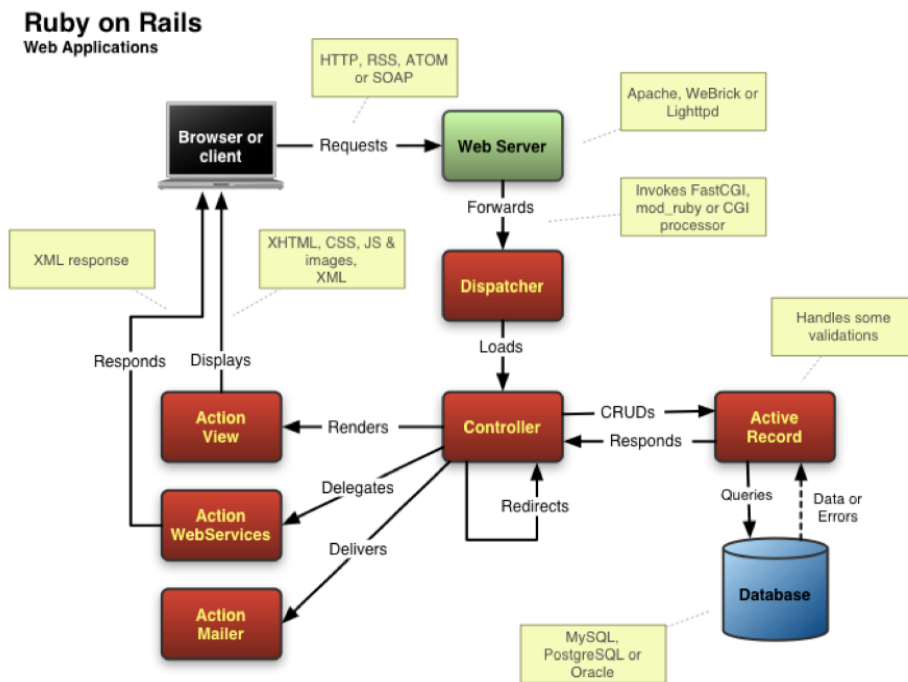 Ruby on Rails
Web Applications
HTTP, RSS, ATOM
or SOAP
Apache, WeBrick or
Lighttpd
Browser or
client
Requests
Web Server
Invokes FastCGI,
mod_ruby or CGI
processor
Forwards
XML response
XHTML, CSS, JS &
images,
XML
Dispatcher
Handles some
validations
Responds
Displays
Loads
Action
View
Renders
Controller
CRUDs
Responds
Active
Record
Delegates
Redirects
Queries
Data or
Errors
Action
WebServices
Delivers
Database
Action
Mailer
MySQL,
PostgreSQL or
Oracle